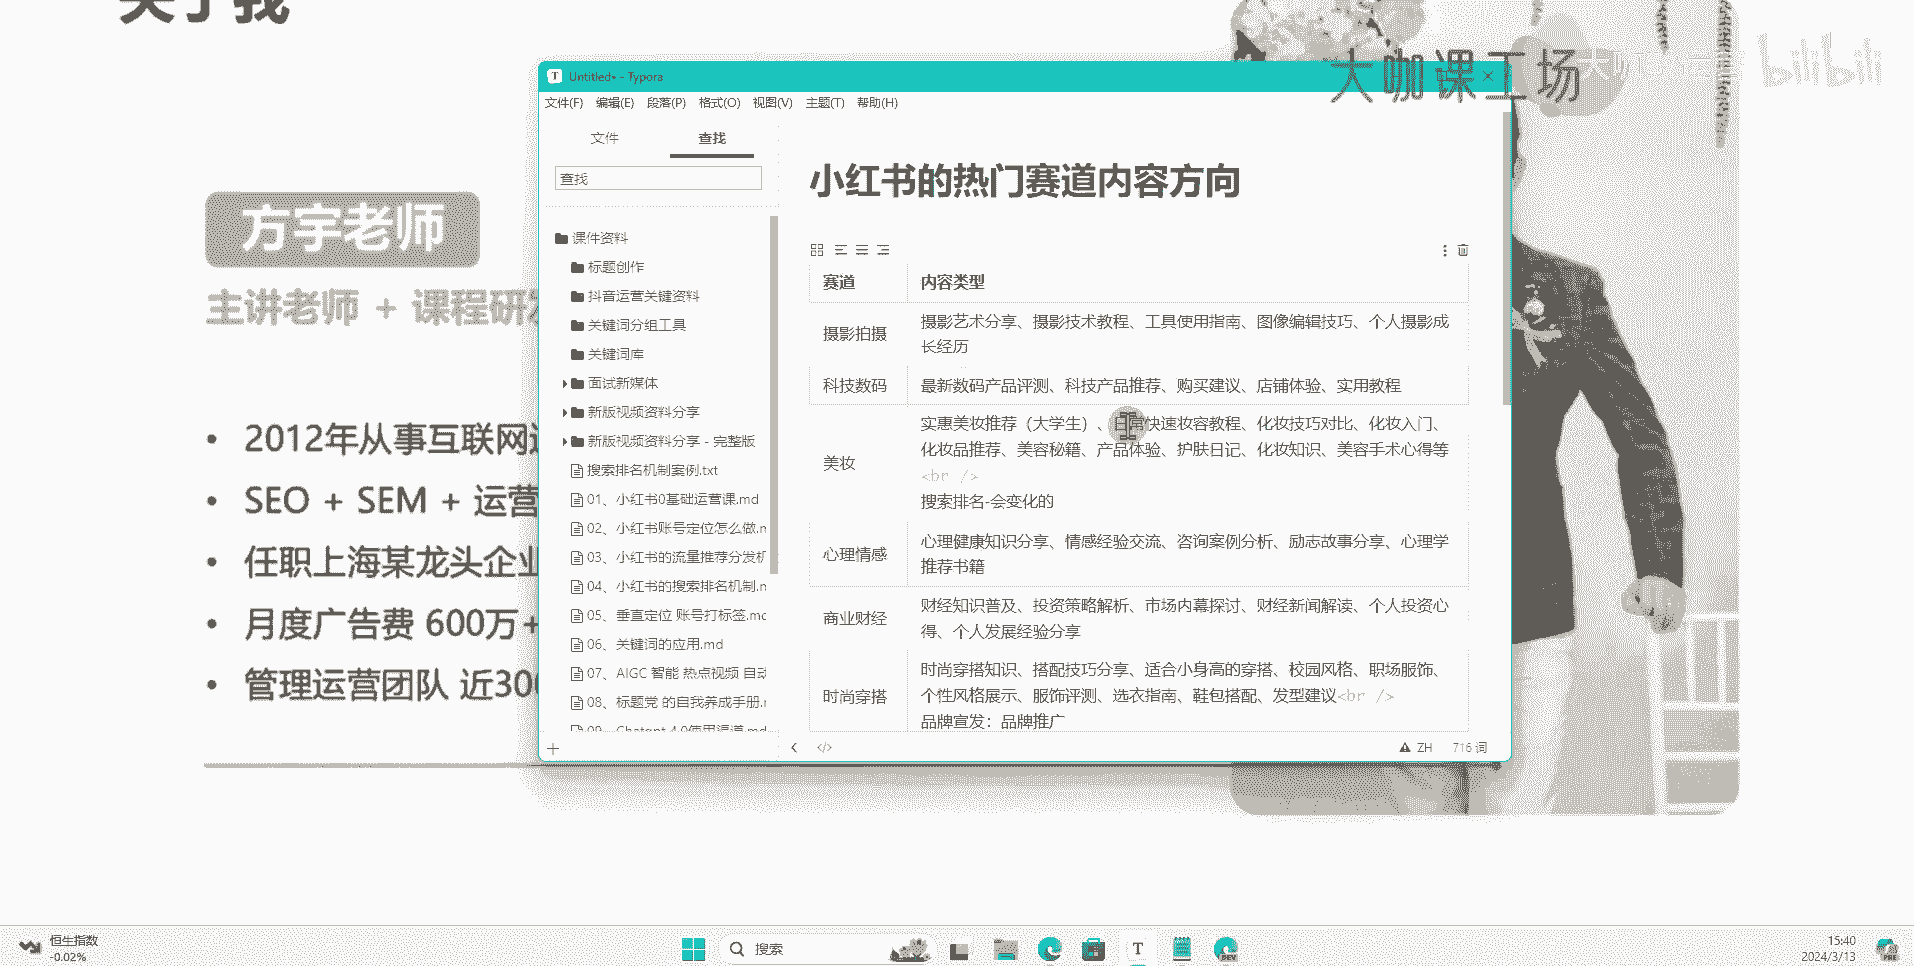 关于我
大咖课工场
bilibili
方宇老师
主讲老师 + 课程研发
2012年从事互联网
SEO + SEM + 运营
任职上海某龙头企业
月度广告费 600万+
管理运营团队 近300
Untitled• - Typora
文件(F) 编辑(E) 段落(P) 格式(O) 视图(V) 主题(T) 帮助(H)
文件 查找
查找
课件资料
标题创作
抖音运营关键资料
关键词分组工具
关键词库
面试新媒体
新版视频资料分享
新版视频资料分享 - 完整版
搜索排名机制案例.txt
01、小红书0基础运营课.md
02、小红书账号定位怎么做.m
03、小红书的流量推荐分发机
04、小红书的搜索排名机制.m
05、垂直定位 账号打标签.md
06、关键词的应用.md
07、AIGC 智能 热点视频 自动
08、标题党 的自我养成手册.r
09、Chatgpt 4.0使用渠道.md
小红书的热门赛道内容方向
赛道 内容类型
摄影拍摄 摄影艺术分享、摄影技术教程、工具使用指南、图像编辑技巧、个人摄影成
长经历
科技数码 最新数码产品评测、科技产品推荐、购买建议、店铺体验、实用教程
美妆 实惠美妆推荐（大学生）、日常快速妆容教程、化妆技巧对比、化妆入门、
化妆品推荐、美容秘籍、产品体验、护肤日记、化妆知识、美容手术心得等
<br />
搜索排名-会变化的
心理情感 心理健康知识分享、情感经验交流、咨询案例分析、励志故事分享、心理学
推荐书籍
商业财经 财经知识普及、投资策略解析、市场内幕探讨、财经新闻解读、个人投资心
得、个人发展经验分享
时尚穿搭 时尚穿搭知识、搭配技巧分享、适合小身高的穿搭、校园风格、职场服饰、
个性风格展示、服饰评测、选衣指南、鞋包搭配、发型建议<br />
品牌宣发：品牌推广
ZH 716 词
恒生指数
-0.02%
搜索
DEV
15:40
2024/3/13
PRE